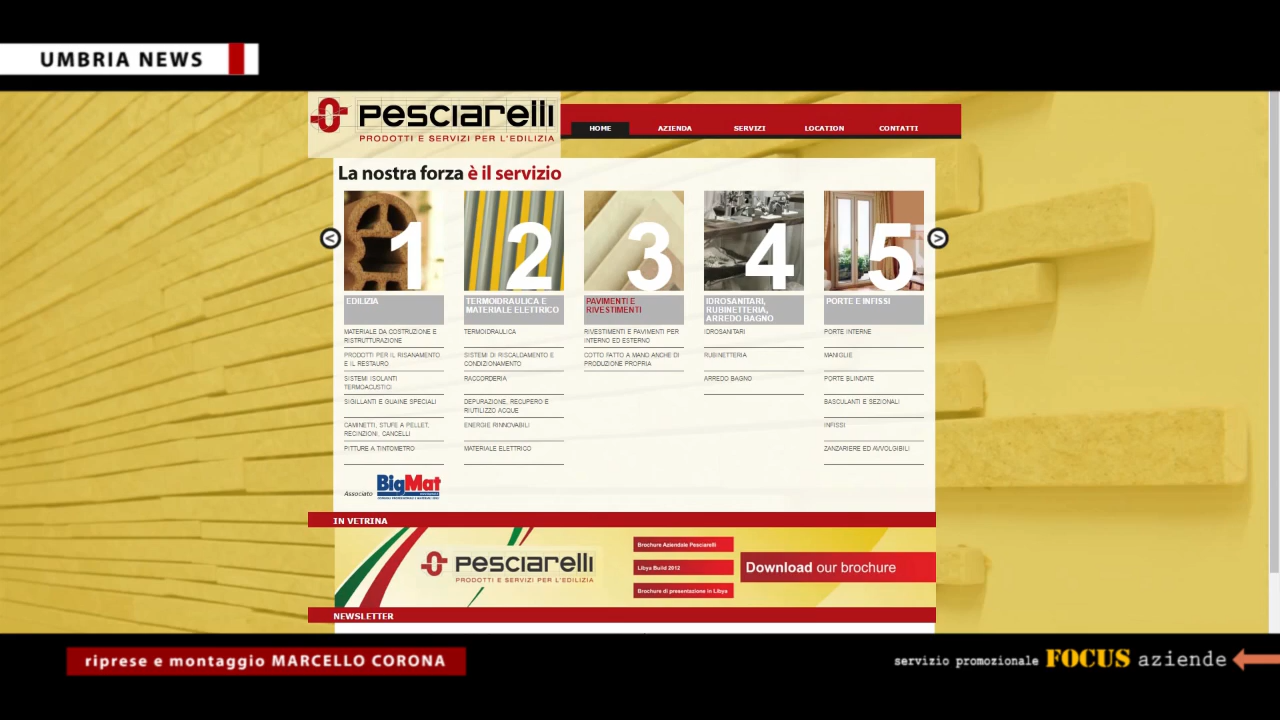 UMBRIA NEWS
PESCIARELLI
PRODOTTI E SERVIZI PER L'EDILIZIA
HOME AZIENDA SERVIZI LOCATION CONTATTI
La nostra forza è il servizio
< 1 2 3 4 5 >
EDILIZIA
MATERIALE DA COSTRUZIONE E
RISTRUTTURAZIONE
PRODOTTI PER IL RISANAMENTO
E IL RESTAURO
SISTEMI ISOLANTI
TERMOACUSTICI
SIGILLANTI E GUAINE SPECIALI
CAMINETTI, STUFE A PELLET,
RECINZIONI, CANCELLI
PITTURE A TINTOMETRO
TERMOIDRAULICA E
MATERIALE ELETTRICO
TERMOIDRAULICA
SISTEMI DI RISCALDAMENTO E
CONDIZIONAMENTO
RACCORDERIA
DEPURAZIONE, RECUPERO E
RIUTILIZZO ACQUE
ENERGIE RINNOVABILI
MATERIALE ELETTRICO
PAVIMENTI E
RIVESTIMENTI
RIVESTIMENTI E PAVIMENTI PER
INTERNO ED ESTERNO
COTTO FATTO A MANO ANCHE DI
PRODUZIONE PROPRIA
IDROSANITARI,
RUBINETTERIA,
ARREDO BAGNO
IDROSANITARI
RUBINETTERIA
ARREDO BAGNO
PORTE E INFISSI
PORTE INTERNE
MANIGLIE
PORTE BLINDATE
BASCULANTI E SEZIONALI
INFISSI
ZANZARIERE ED AVVOLGIBILI
Associato BigMat
IN VETRINA
PESCIARELLI
PRODOTTI E SERVIZI PER L'EDILIZIA
Brochure Aziendale Pesciarelli
Libya Build 2012
Brochure di presentazione in Libya
Download our brochure
NEWSLETTER
riprese e montaggio MARCELLO CORONA
servizio promozionale FOCUS aziende